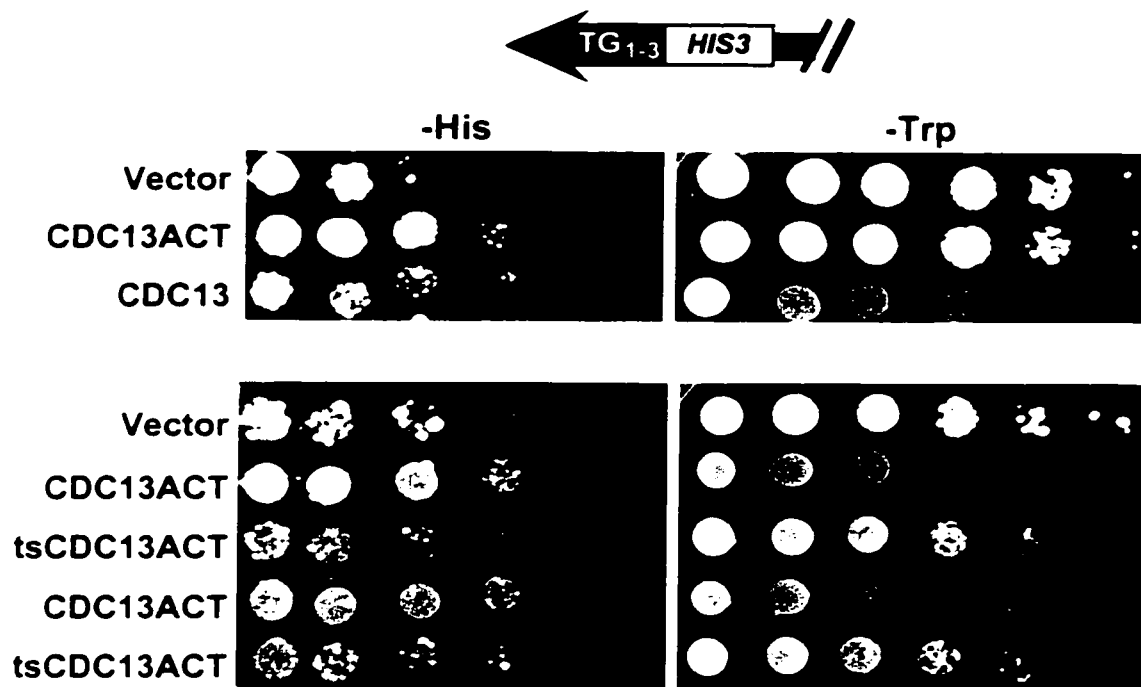 TG1-3 HIS3
-His -Trp
Vector
CDC13ACT
CDC13
Vector
CDC13ACT
tsCDC13ACT
CDC13ACT
tsCDC13ACT